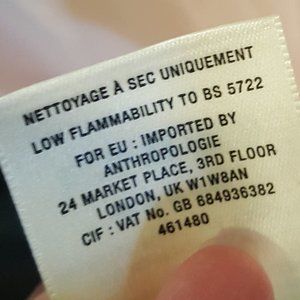 NETTOYAGE À SEC UNIQUEMENT
LOW FLAMMABILITY TO BS 5722
FOR EU : IMPORTED BY
ANTHROPOLOGIE
24 MARKET PLACE, 3RD FLOOR
LONDON, UK W1W8AN
CIF : VAT No. GB 684936382
461480